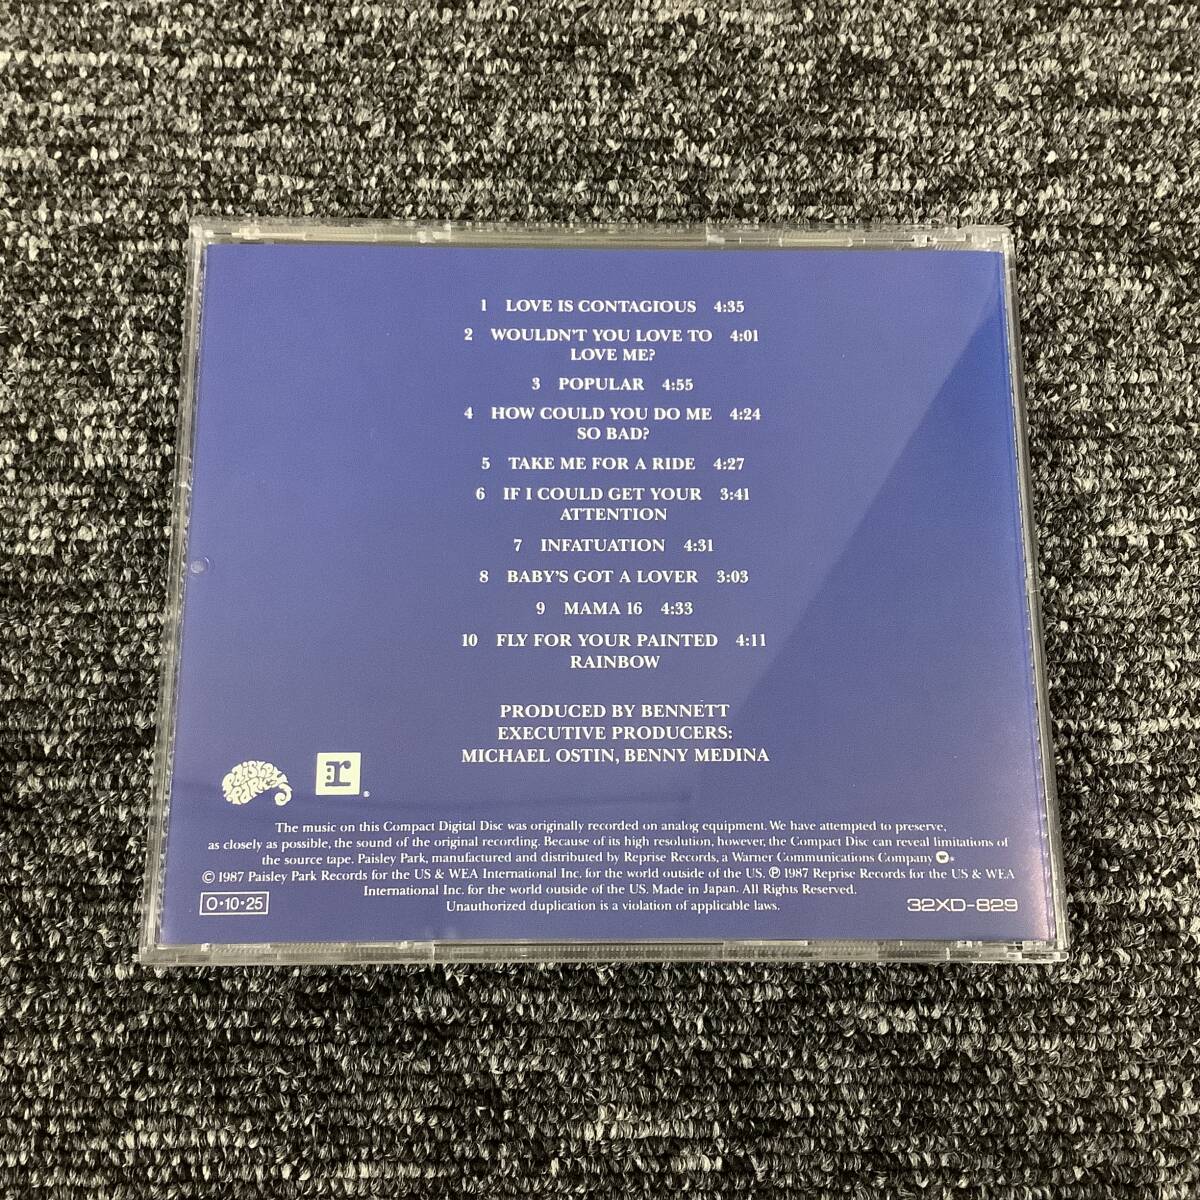 1 LOVE IS CONTAGIOUS 4:35
2 WOULDN'T YOU LOVE TO 4:01
LOVE ME?
3 POPULAR 4:55
4 HOW COULD YOU DO ME 4:24
SO BAD?
5 TAKE ME FOR A RIDE 4:27
6 IF I COULD GET YOUR 3:41
ATTENTION
7 INFATUATION 4:31
8 BABY'S GOT A LOVER 3:03
9 MAMA 16 4:33
10 FLY FOR YOUR PAINTED 4:11
RAINBOW
PRODUCED BY BENNETT
EXECUTIVE PRODUCERS:
MICHAEL OSTIN, BENNY MEDINA
PAISLEY
PARK
r®
The music on this Compact Digital Disc was originally recorded on analog equipment. We have attempted to preserve,
as closely as possible, the sound of the original recording. Because of its high resolution, however, the Compact Disc can reveal limitations of
the source tape. Paisley Park, manufactured and distributed by Reprise Records, a Warner Communications Company ®
© 1987 Paisley Park Records for the US & WEA International Inc. for the world outside of the US. ℗ 1987 Reprise Records for the US & WEA
International Inc. for the world outside of the US. Made in Japan. All Rights Reserved.
Unauthorized duplication is a violation of applicable laws.
O·10·25
32XD-829